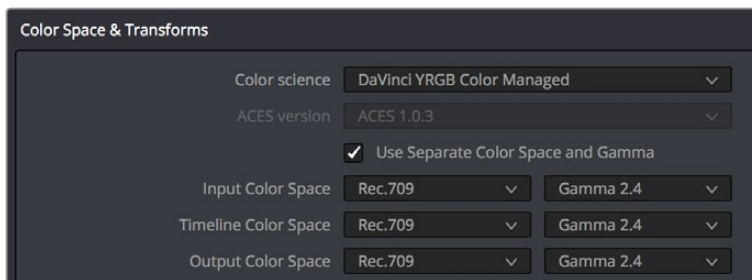 Color Space & Transforms
Color science DaVinci YRGB Color Managed
ACES version ACES 1.0.3
Use Separate Color Space and Gamma
Input Color Space Rec.709 Gamma 2.4
Timeline Color Space Rec.709 Gamma 2.4
Output Color Space Rec.709 Gamma 2.4